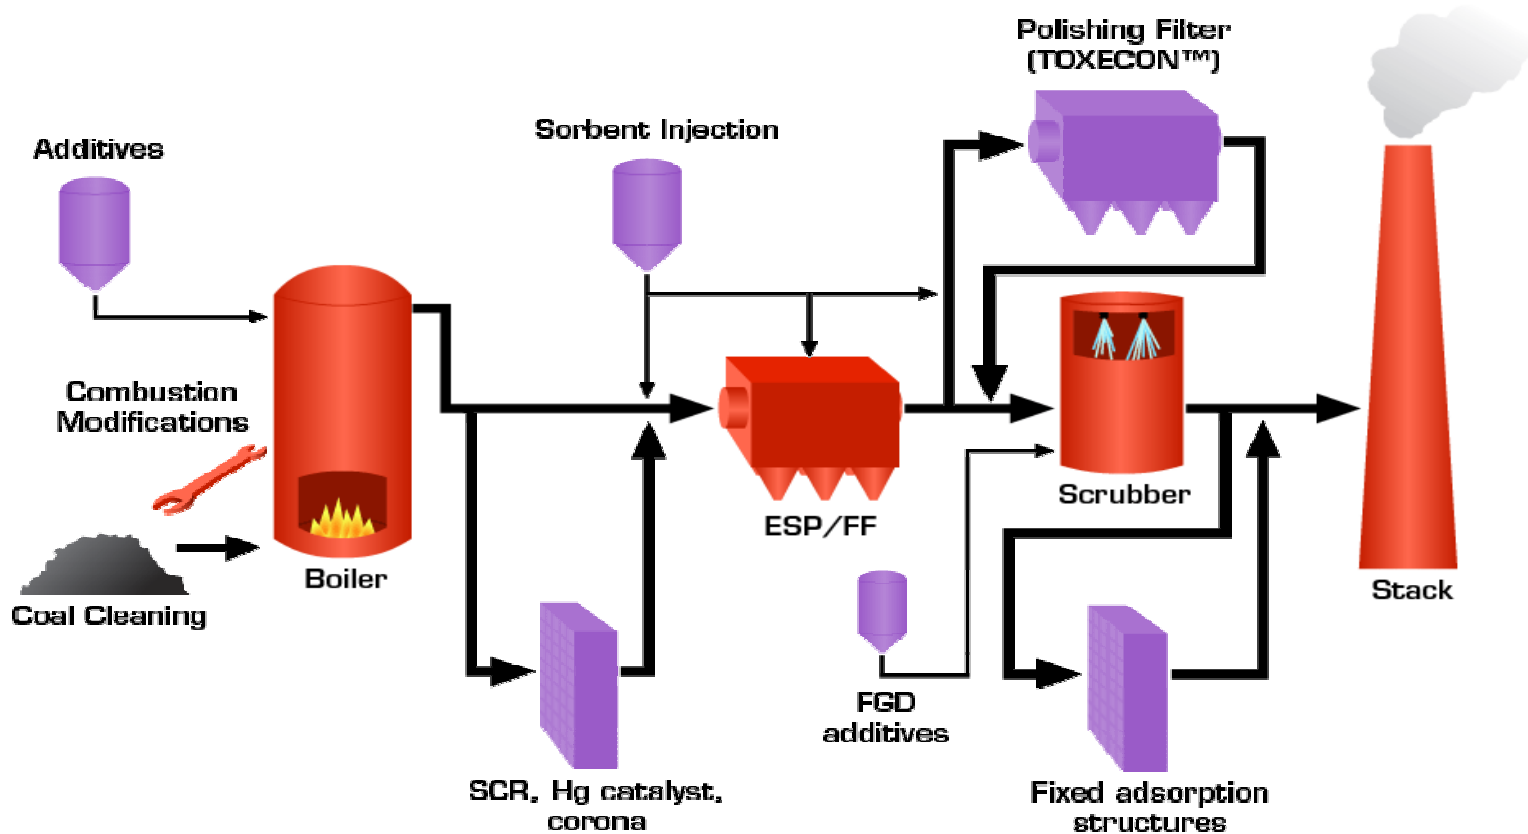 Polishing Filter
(TOXECON™)
Sorbent Injection
Additives
Combustion
Modifications
Scrubber
ESP/FF
Boiler
Stack
Coal Cleaning
FGD
additives
SCR, Hg catalyst,
corona
Fixed adsorption
structures